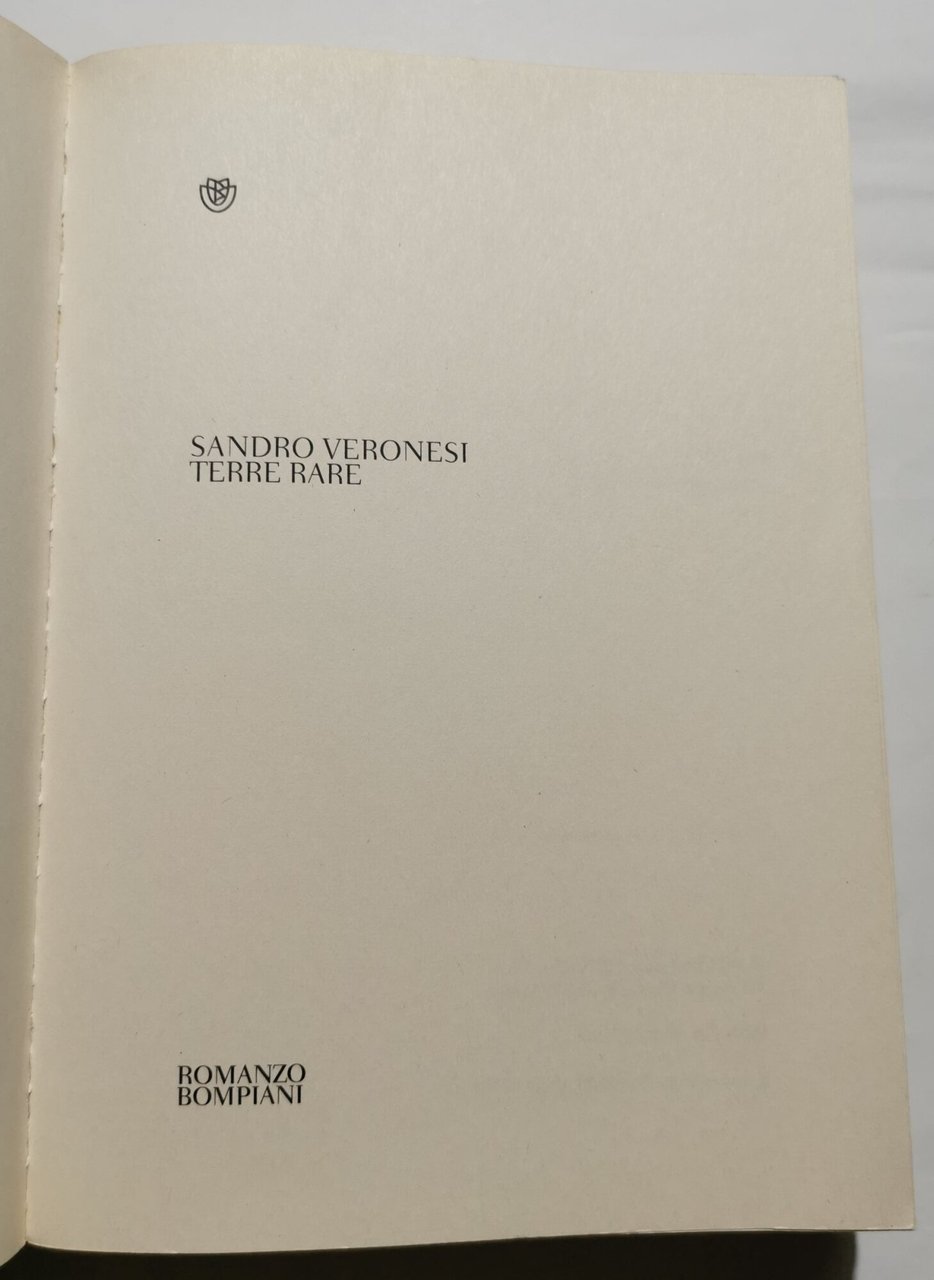 SANDRO VERONESI
TERRE RARE
ROMANZO
BOMPIANI